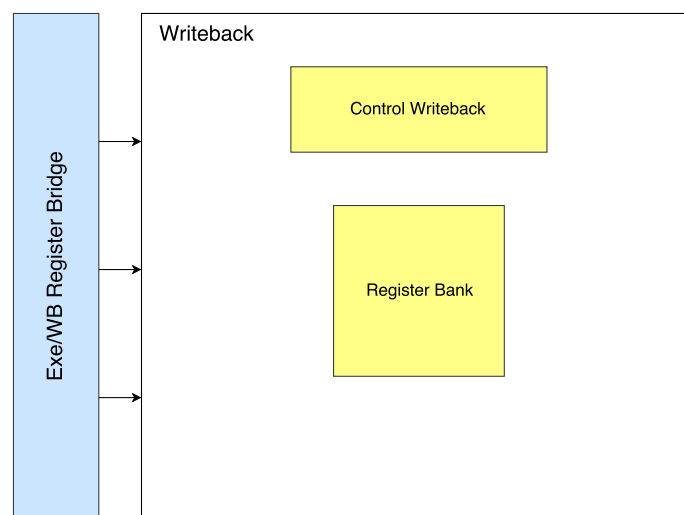 Writeback
Control Writeback
Exe/WB Register Bridge
Register Bank